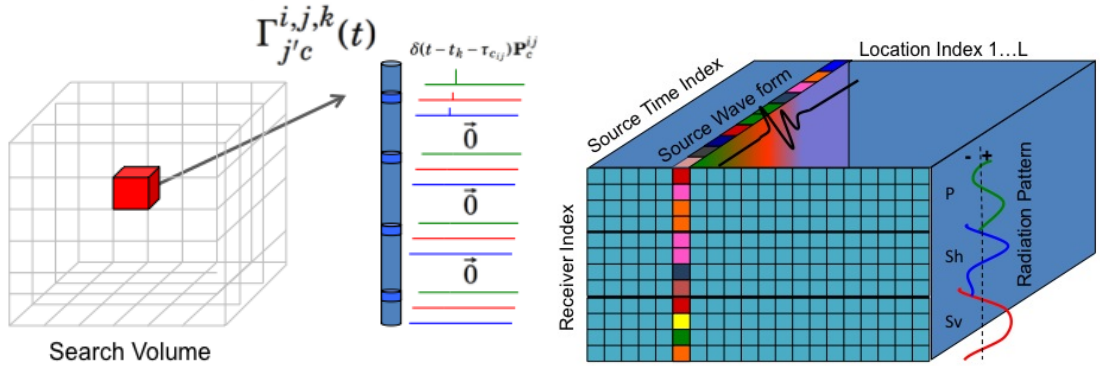 Γ^{i,j,k}_{j'c}(t)
δ(t−t_k−τ_{c_{ij}})P_c^{ij}
0⃗
0⃗
0⃗
Search Volume
Source Time Index
Source Wave form
Location Index 1...L
Receiver Index
- +
P
Sh
Sv
Radiation Pattern